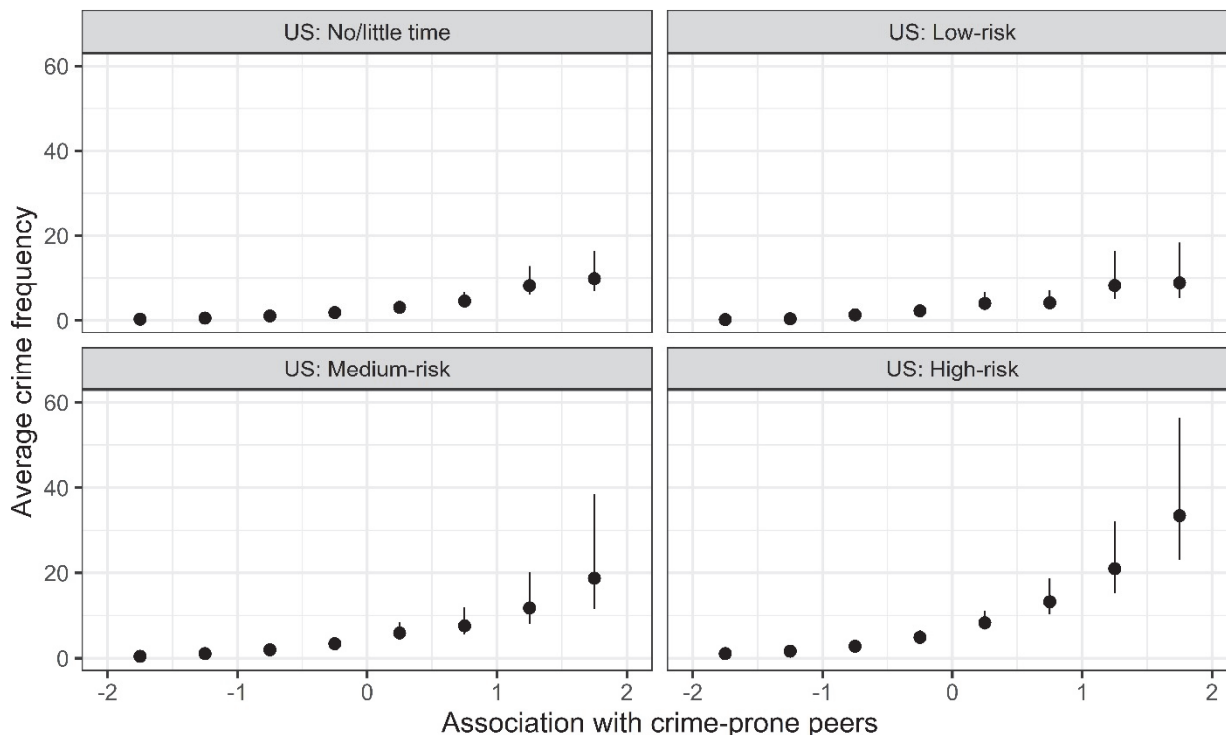 US: No/little time
US: Low-risk
60
40
20
0
US: Medium-risk
US: High-risk
60
40
20
0
-2 -1 0 1 2
-2 -1 0 1 2
Average crime frequency
Association with crime-prone peers